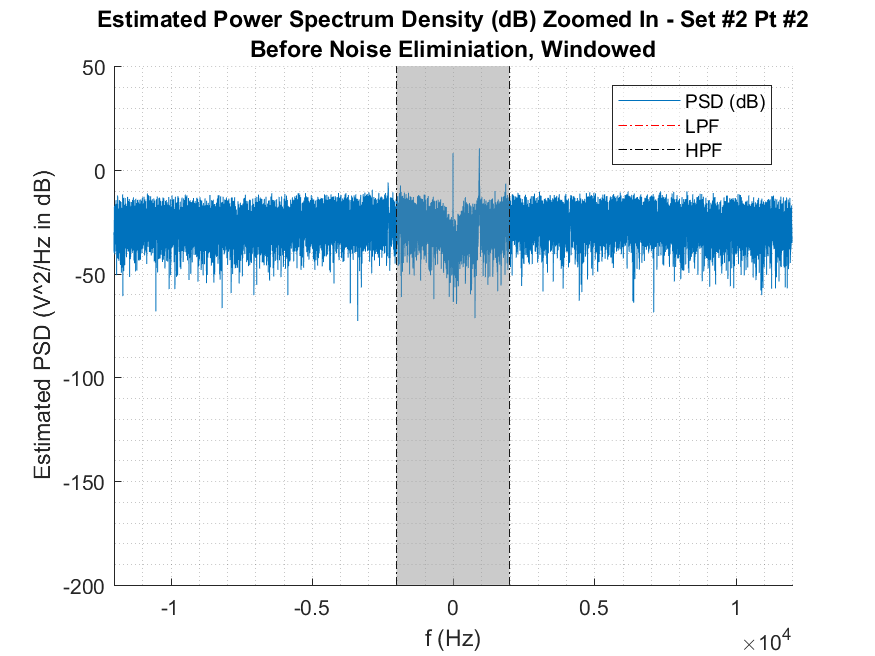 Estimated Power Spectrum Density (dB) Zoomed In - Set #2 Pt #2
Before Noise Eliminiation, Windowed
50
0
-50
-100
-150
-200
Estimated PSD (V^2/Hz in dB)
PSD (dB)
LPF
HPF
-1
-0.5
0
0.5
1
f (Hz)
×10^4